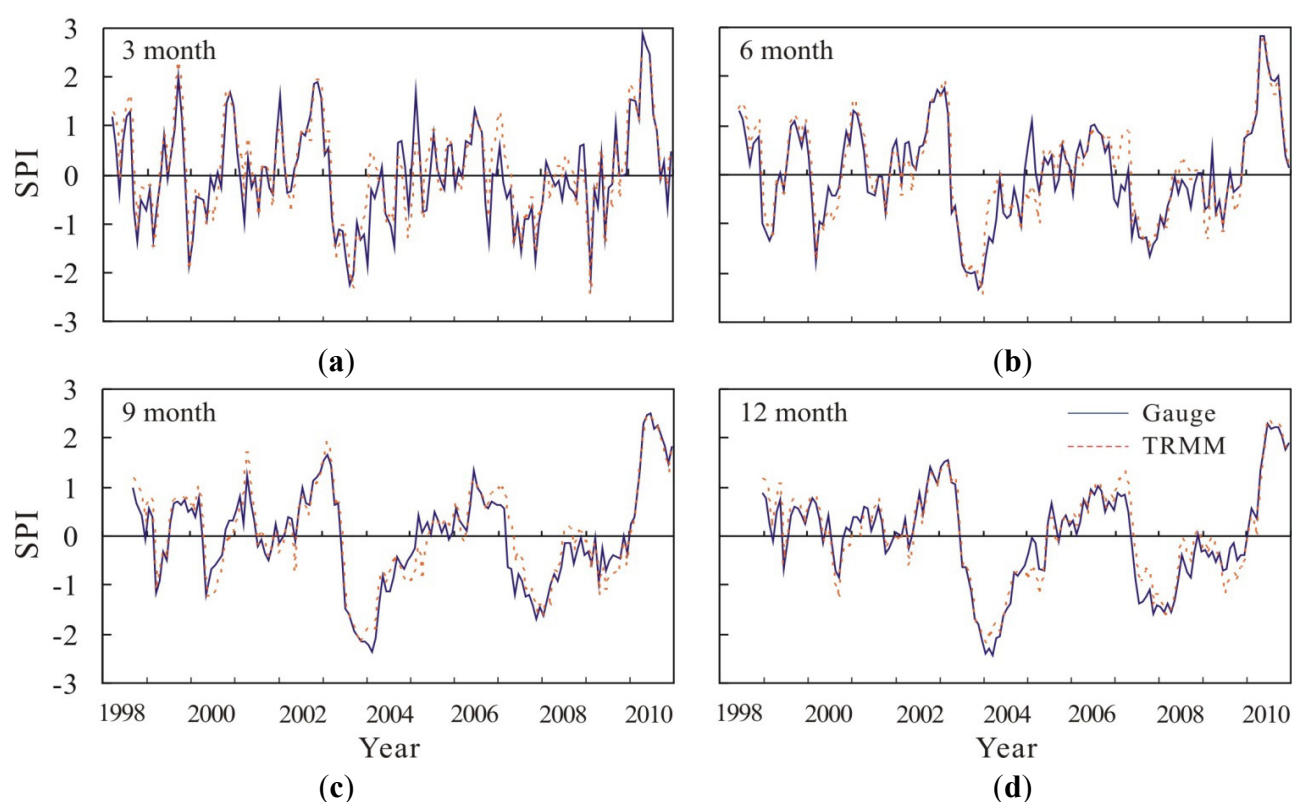 3 month
6 month
SPI
3
2
1
0
-1
-2
-3
(a)
(b)
9 month
12 month
Gauge
TRMM
SPI
3
2
1
0
-1
-2
-3
1998 2000 2002 2004 2006 2008 2010
1998 2000 2002 2004 2006 2008 2010
Year
Year
(c)
(d)